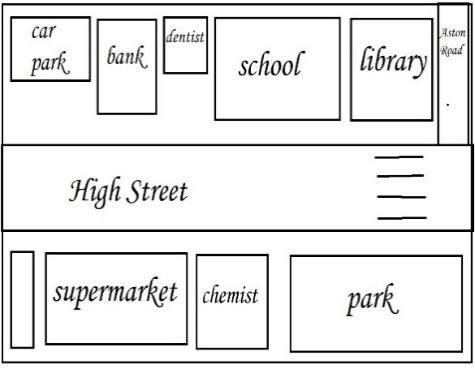 car
park
bank
dentist
school
library
Aston
Road
High Street
supermarket
chemist
park